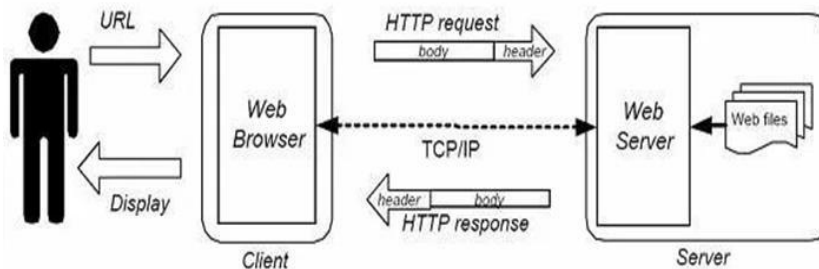 URL
HTTP request
body header
Web
Browser
Web
Server
Web files
TCP/IP
Display
header body
HTTP response
Client
Server